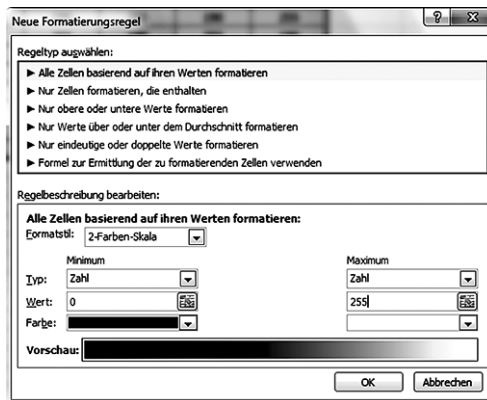 Neue Formatierungsregel
Regeltyp auswählen:
► Alle Zellen basierend auf ihren Werten formatieren
► Nur Zellen formatieren, die enthalten
► Nur obere oder untere Werte formatieren
► Nur Werte über oder unter dem Durchschnitt formatieren
► Nur eindeutige oder doppelte Werte formatieren
► Formel zur Ermittlung der zu formatierenden Zellen verwenden
Regelbeschreibung bearbeiten:
Alle Zellen basierend auf ihren Werten formatieren:
Formatstil: 2-Farben-Skala
Minimum Maximum
Typ: Zahl Zahl
Wert: 0 255
Farbe:
Vorschau:
OK Abbrechen